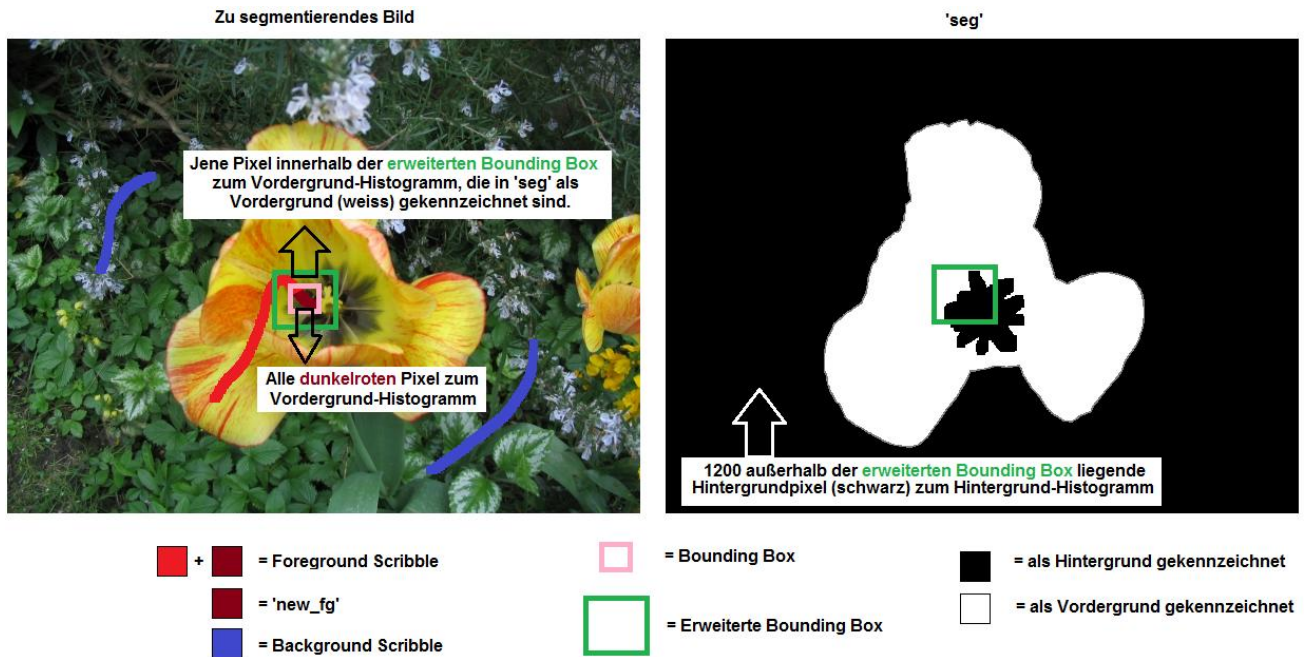 Zu segmentierendes Bild
'seg'
Jene Pixel innerhalb der erweiterten Bounding Box
zum Vordergrund-Histogramm, die in 'seg' als
Vordergrund (weiss) gekennzeichnet sind.
Alle dunkelroten Pixel zum
Vordergrund-Histogramm
1200 außerhalb der erweiterten Bounding Box liegende
Hintergrundpixel (schwarz) zum Hintergrund-Histogramm
+ = Foreground Scribble
= 'new_fg'
= Background Scribble
= Bounding Box
= Erweiterte Bounding Box
= als Hintergrund gekennzeichnet
= als Vordergrund gekennzeichnet